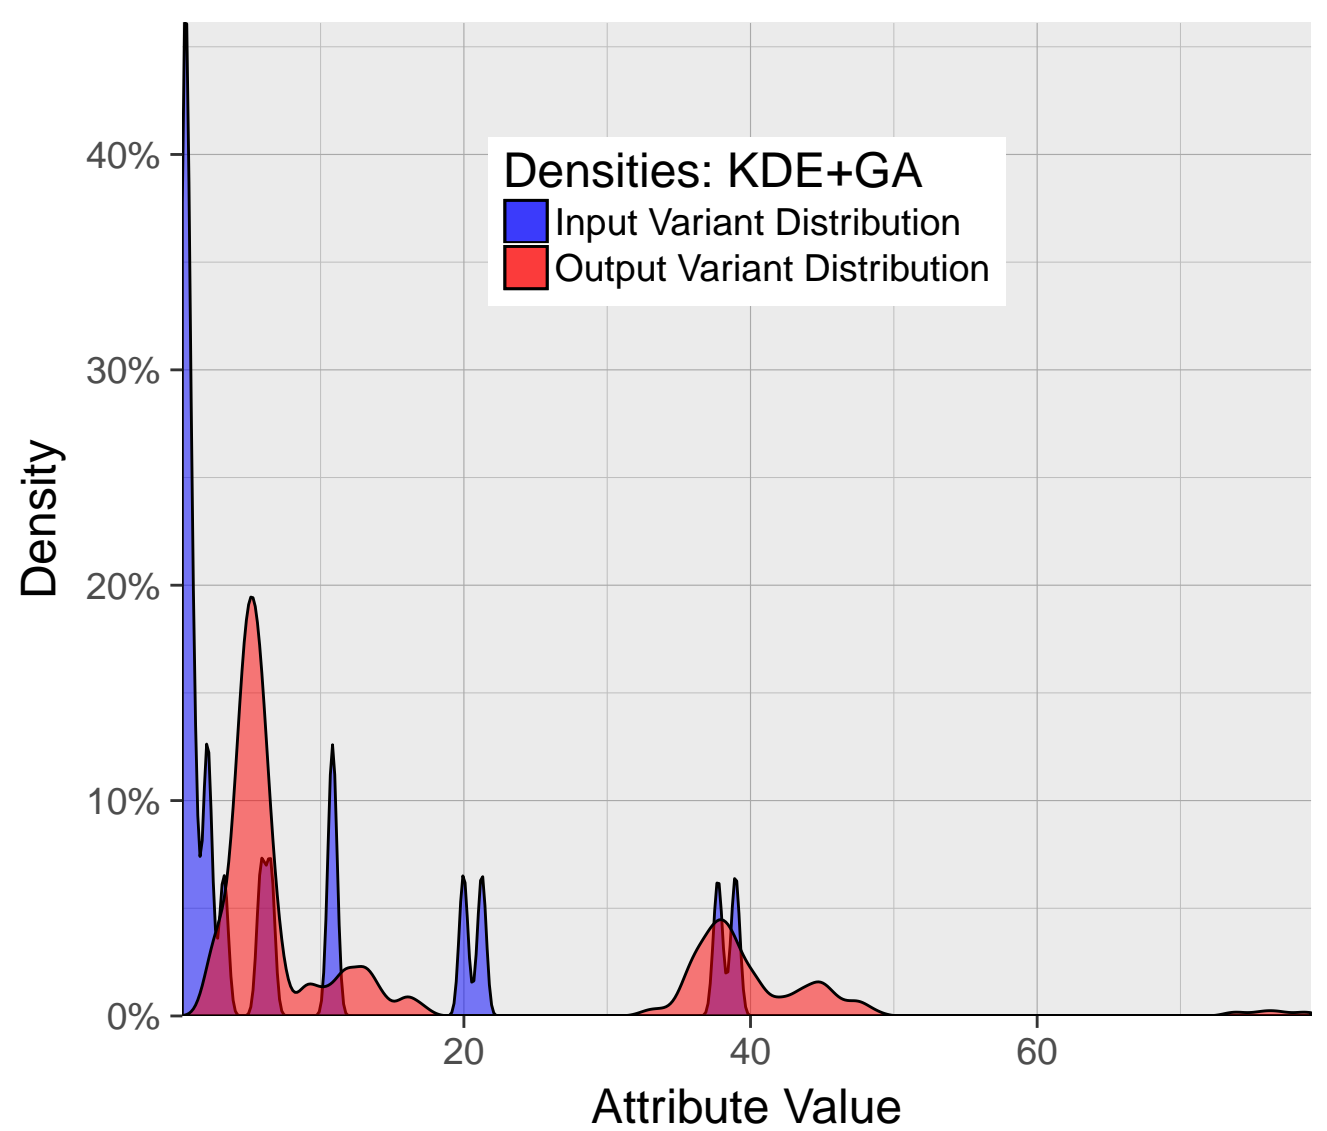 40%
30%
20%
10%
0%
Density
Densities: KDE+GA
Input Variant Distribution
Output Variant Distribution
20
40
60
Attribute Value